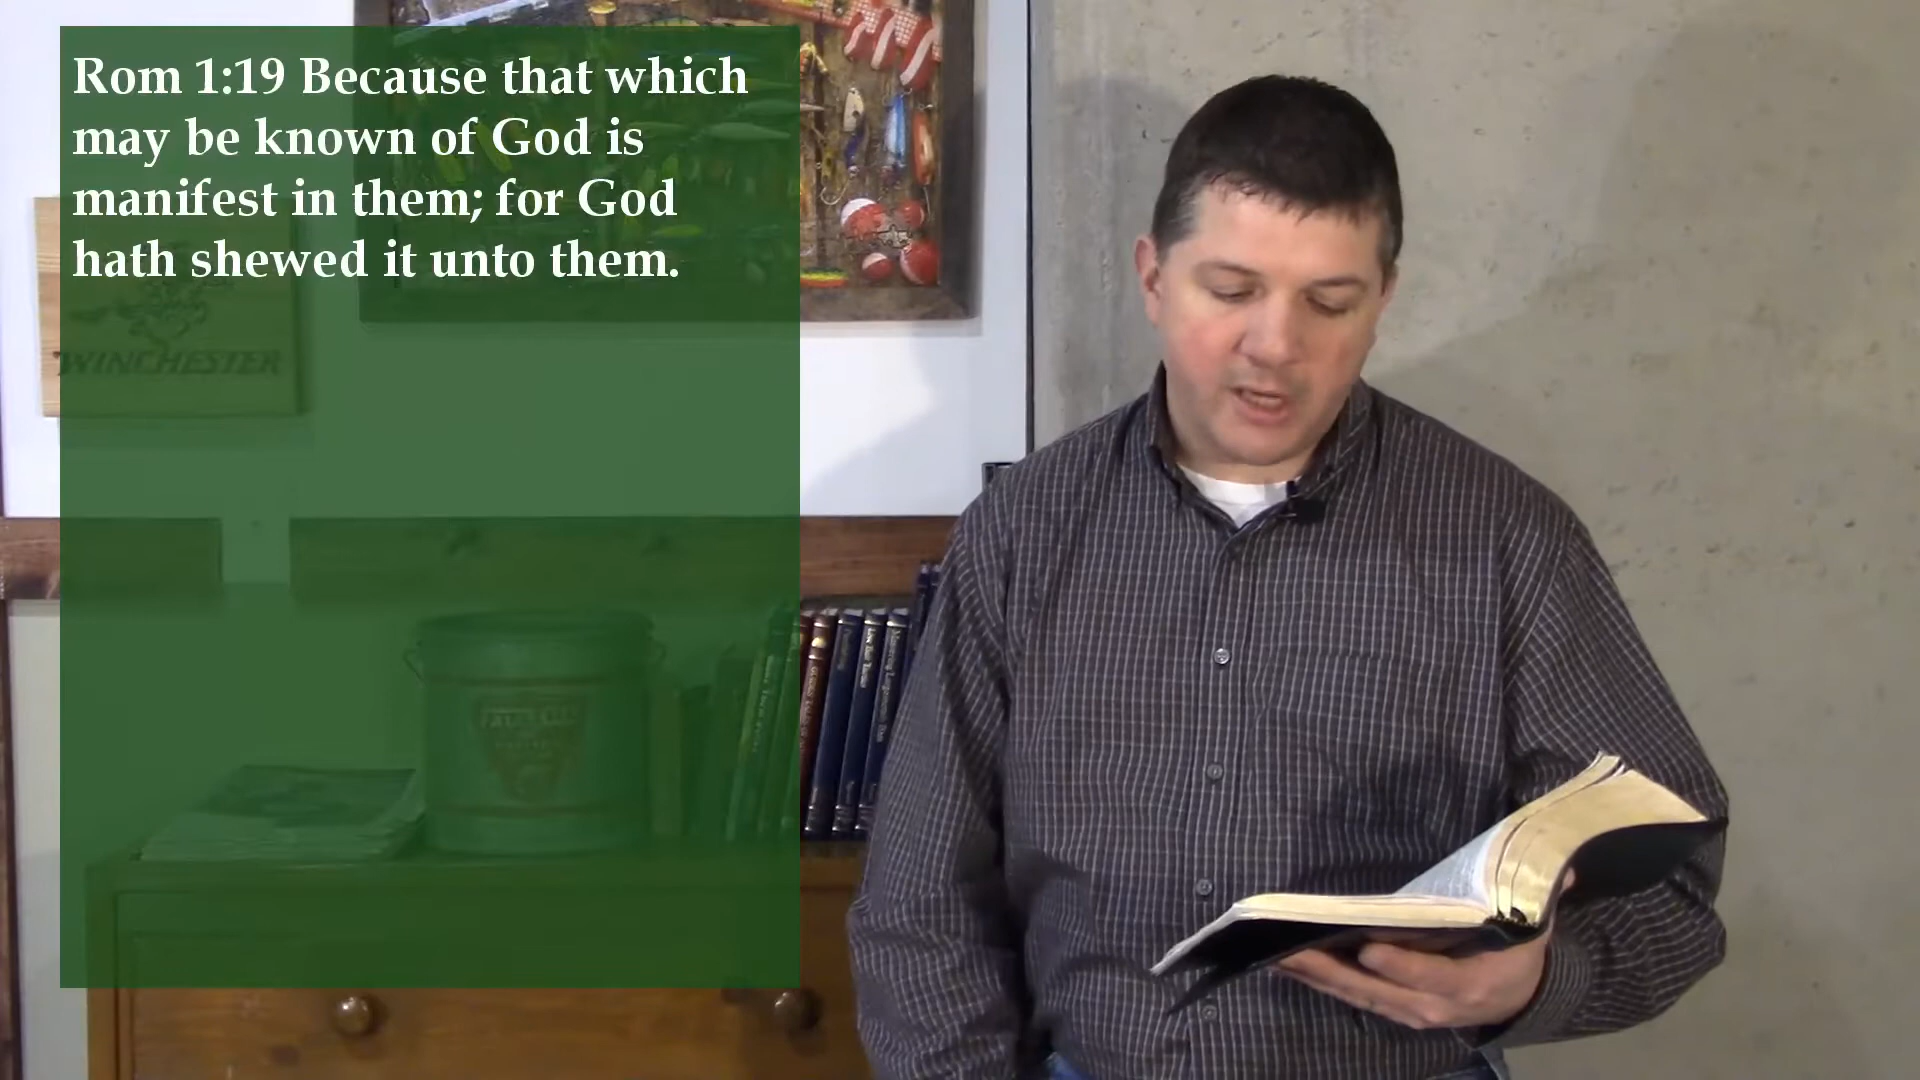 Rom 1:19 Because that which
may be known of God is
manifest in them; for God
hath shewed it unto them.
WINCHESTER